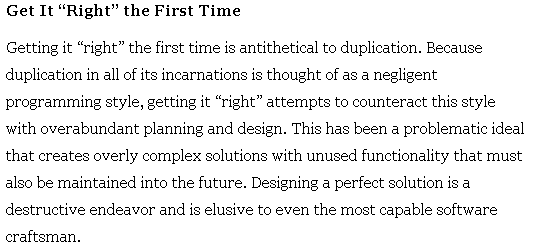 Get It “Right” the First Time
Getting it “right” the first time is antithetical to duplication. Because
duplication in all of its incarnations is thought of as a negligent
programming style, getting it “right” attempts to counteract this style
with overabundant planning and design. This has been a problematic ideal
that creates overly complex solutions with unused functionality that must
also be maintained into the future. Designing a perfect solution is a
destructive endeavor and is elusive to even the most capable software
craftsman.